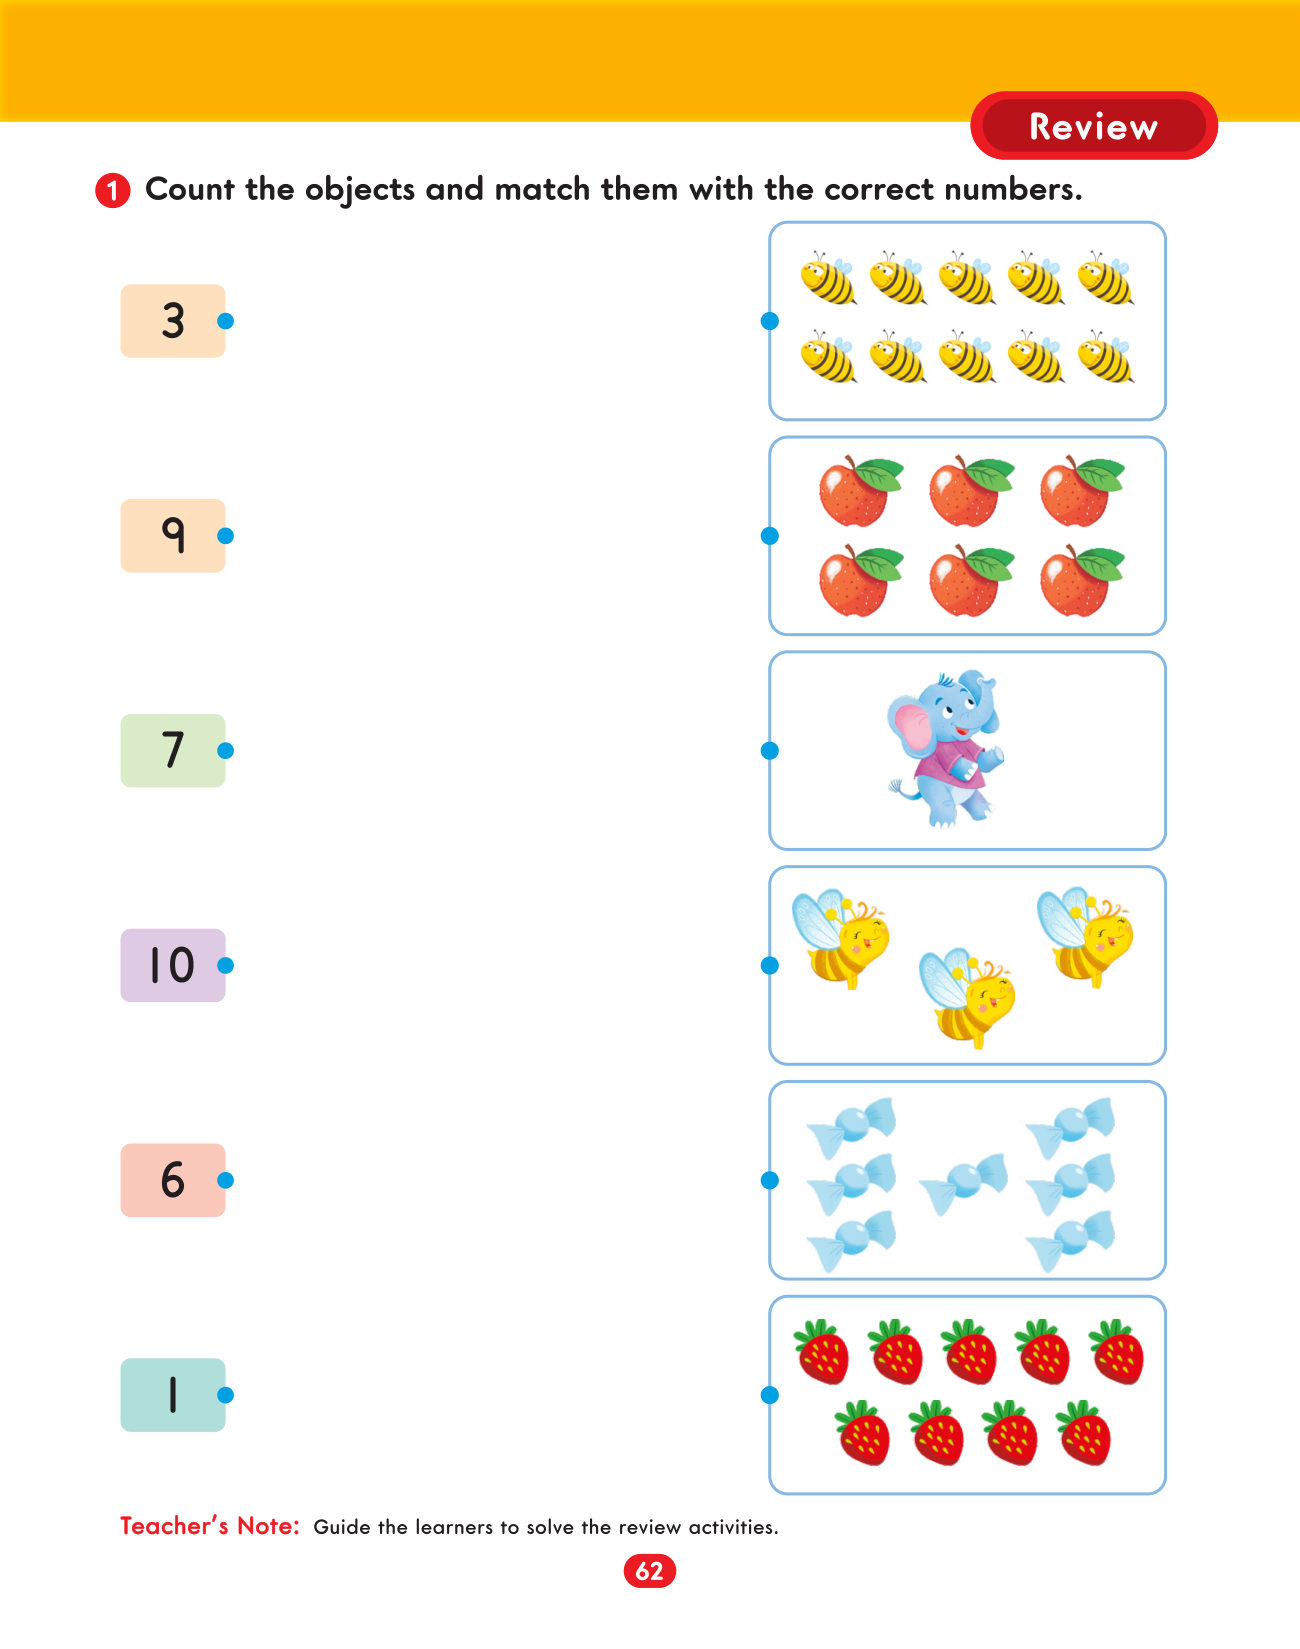 Review
1 Count the objects and match them with the correct numbers.
3
9
7
10
6
1
Teacher's Note: Guide the learners to solve the review activities.
62